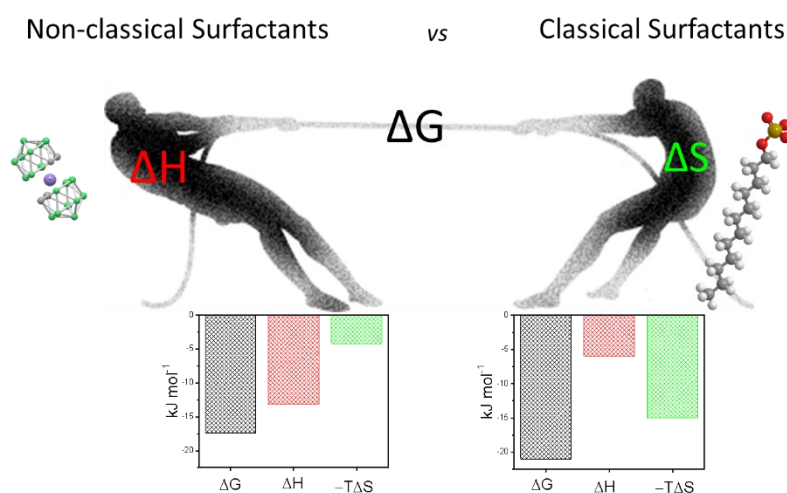 Non-classical Surfactants vs Classical Surfactants
ΔG
ΔH
ΔS
0
-5
-10
-15
-20
kJ mol⁻¹
ΔG ΔH −TΔS
0
-5
-10
-15
-20
kJ mol⁻¹
ΔG ΔH −TΔS